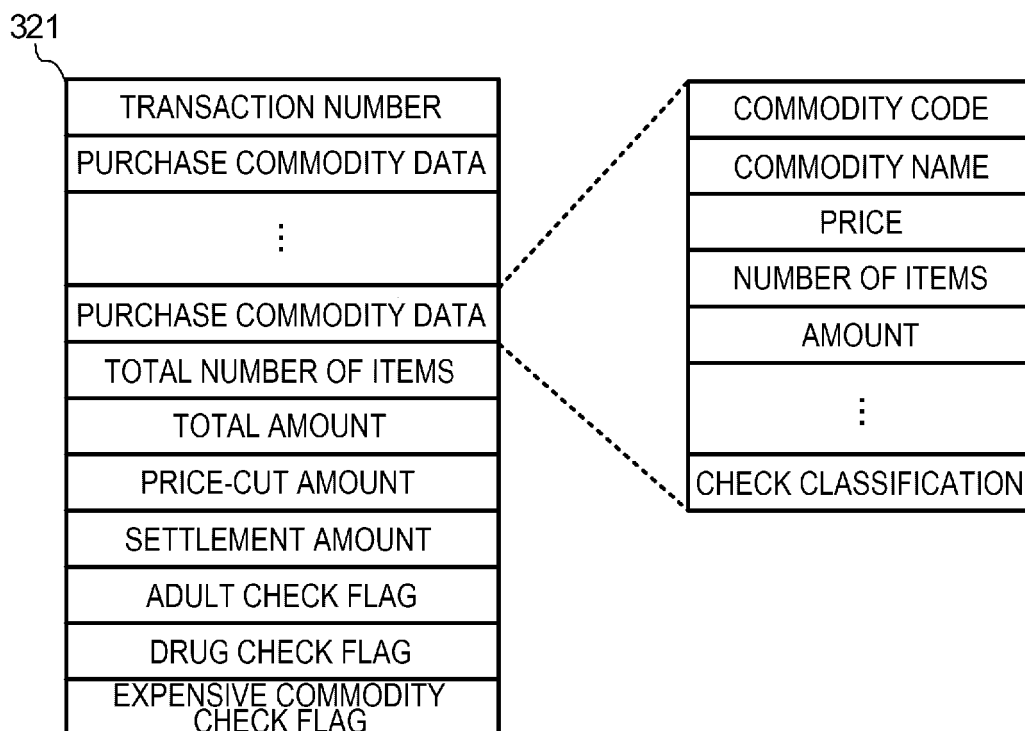 321
TRANSACTION NUMBER
PURCHASE COMMODITY DATA
⋮
PURCHASE COMMODITY DATA
TOTAL NUMBER OF ITEMS
TOTAL AMOUNT
PRICE-CUT AMOUNT
SETTLEMENT AMOUNT
ADULT CHECK FLAG
DRUG CHECK FLAG
EXPENSIVE COMMODITY
CHECK FLAG
COMMODITY CODE
COMMODITY NAME
PRICE
NUMBER OF ITEMS
AMOUNT
⋮
CHECK CLASSIFICATION